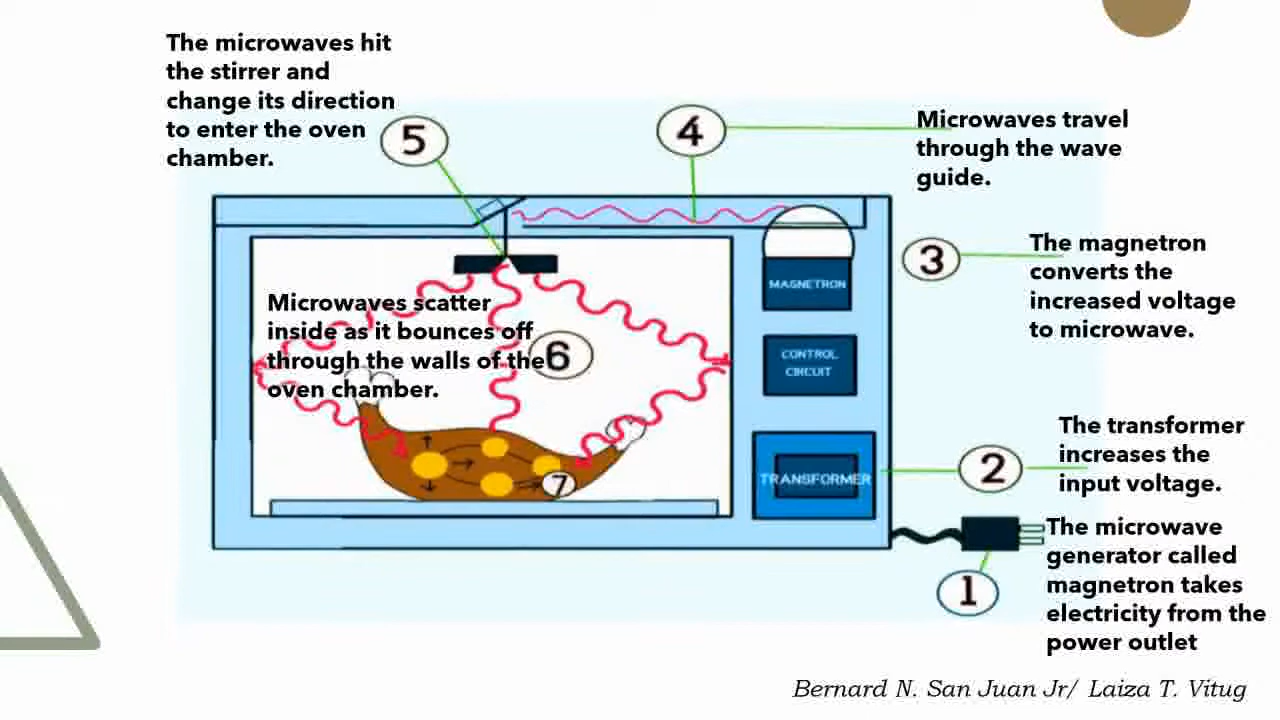 The microwaves hit
the stirrer and
change its direction
to enter the oven
chamber.
5
4
Microwaves travel
through the wave
guide.
3
The magnetron
converts the
increased voltage
to microwave.
MAGNETRON
Microwaves scatter
inside as it bounces off
through the walls of the
oven chamber.
6
CONTROL
CIRCUIT
The transformer
increases the
input voltage.
2
TRANSFORMER
7
The microwave
generator called
magnetron takes
electricity from the
power outlet
1
Bernard N. San Juan Jr/ Laiza T. Vitug